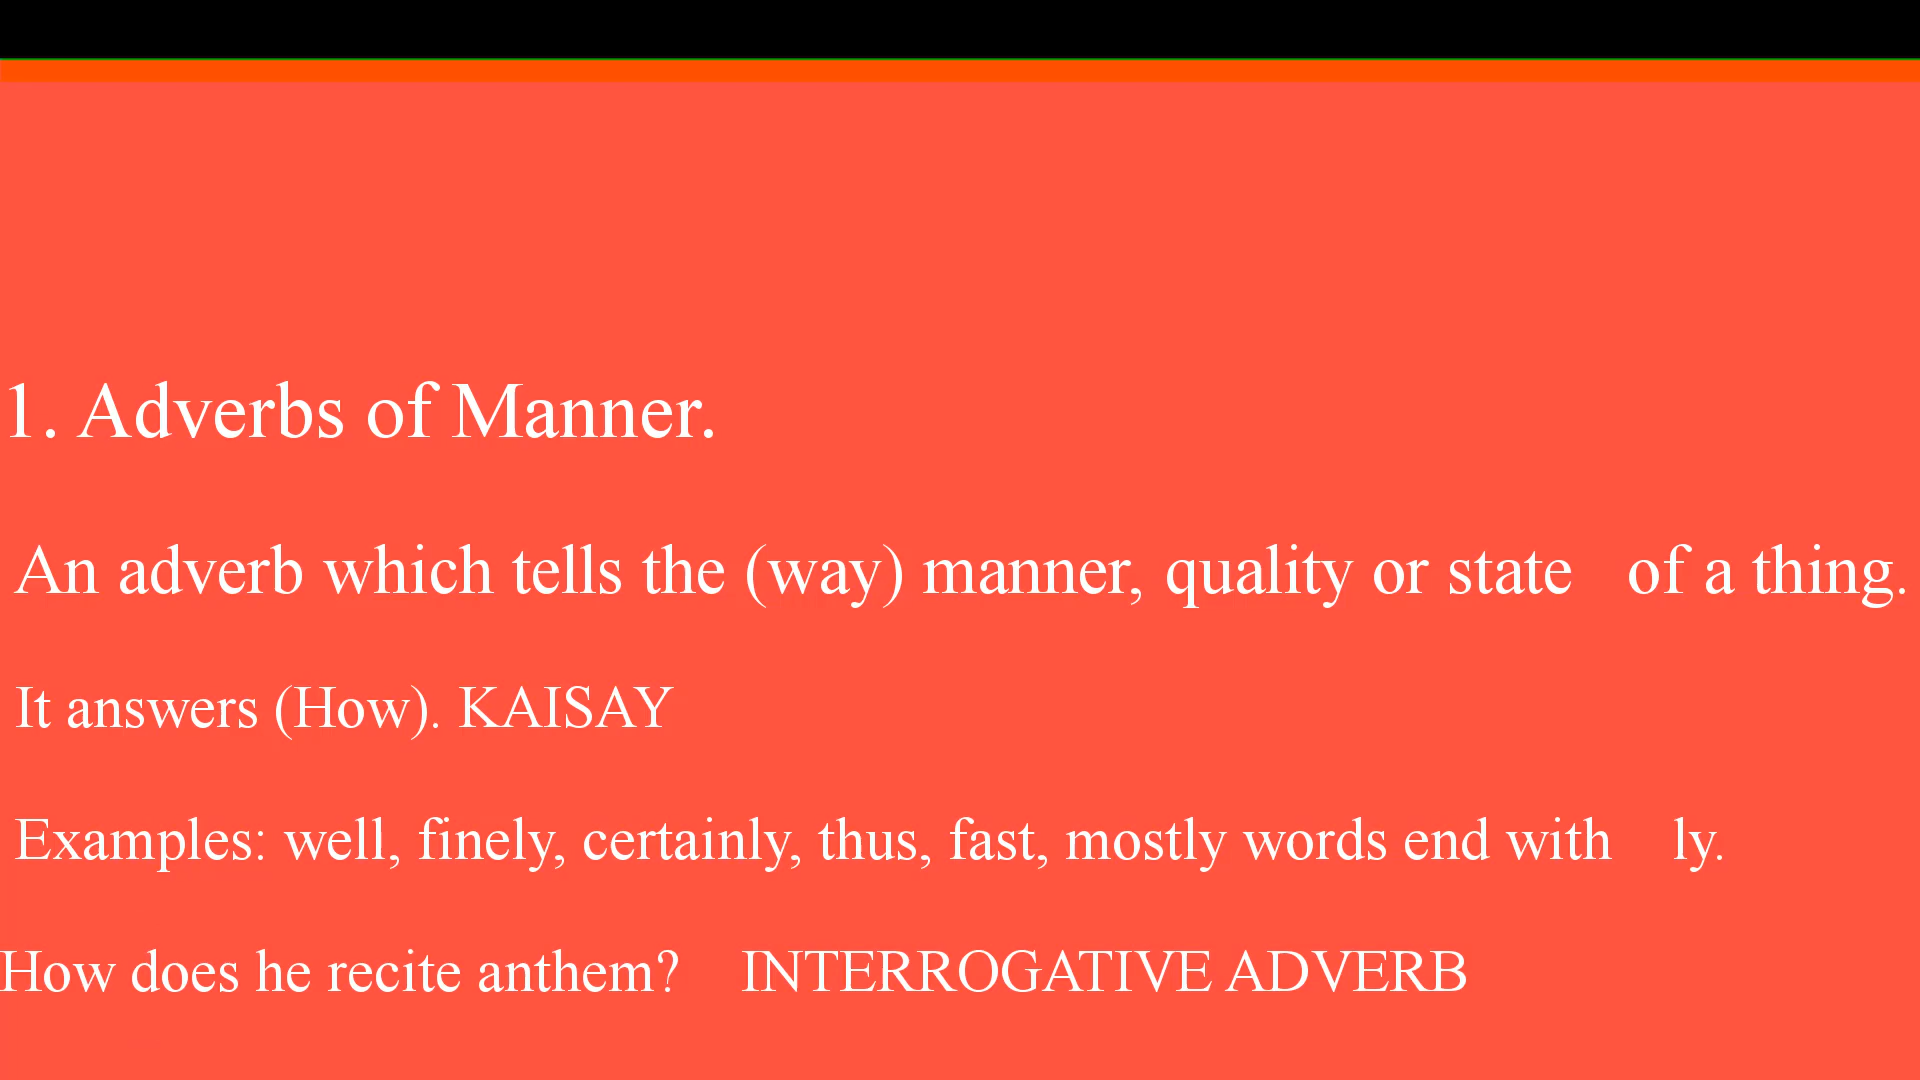 1. Adverbs of Manner.
An adverb which tells the (way) manner, quality or state of a thing.
It answers (How). KAISAY
Examples: well, finely, certainly, thus, fast, mostly words end with ly.
How does he recite anthem? INTERROGATIVE ADVERB